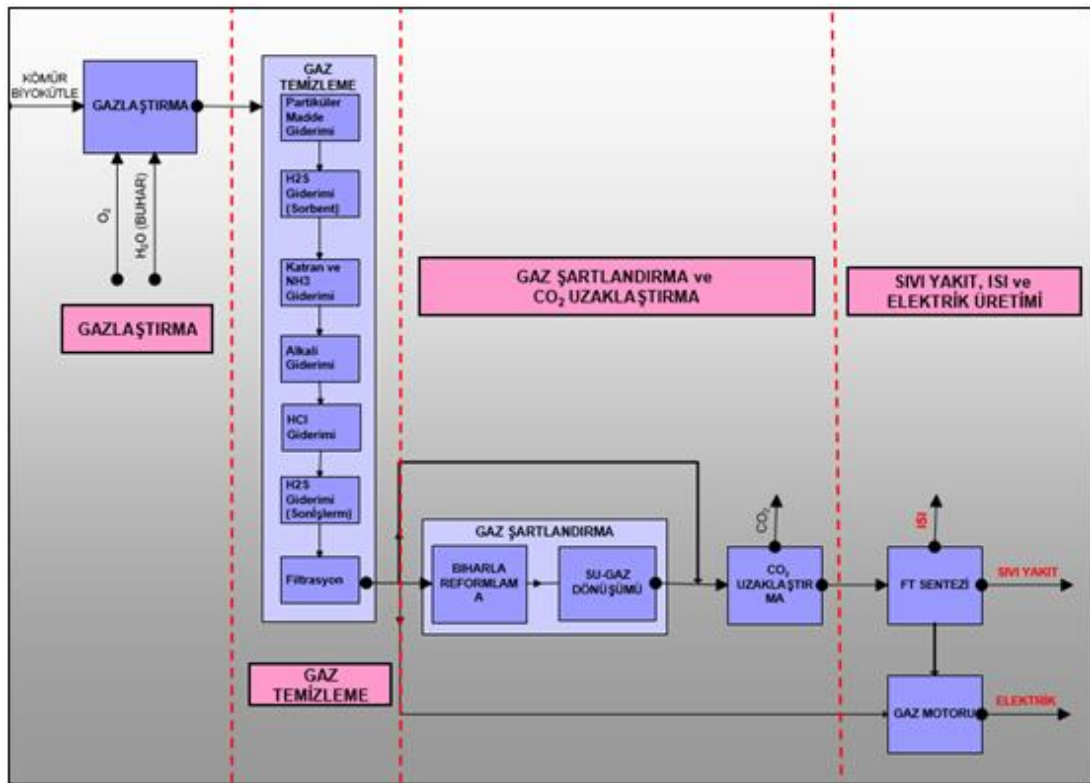 KÖMÜR
BİYOKÜTLE
GAZLAŞTIRMA
O2
H2O (BUHAR)
GAZLAŞTIRMA
GAZ
TEMİZLEME
Partiküler
Madde
Giderimi
H2S
Giderimi
(Sorbent)
Katran ve
NH3
Giderimi
Alkali
Giderimi
HCl
Giderimi
H2S
Giderimi
(Sonişlerm)
Filtrasyon
GAZ
TEMİZLEME
GAZ ŞARTLANDIRMA ve
CO2 UZAKLAŞTIRMA
GAZ ŞARTLANDIRMA
BIHARLA
REFORMLAM
A
SU-GAZ
DÖNÜŞÜMÜ
CO2
CO2
UZAKLAŞTIR
MA
SIVI YAKIT, ISI ve
ELEKTRİK ÜRETİMİ
ISI
FT SENTEZİ
SIVI YAKIT
GAZ MOTORU
ELEKTRİK